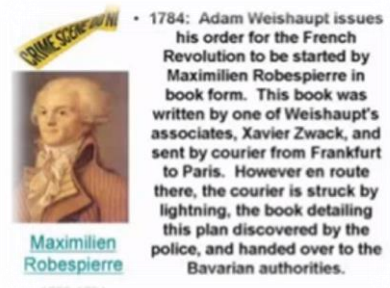 CRIME SCENE DO N
• 1784: Adam Weishaupt issues
his order for the French
Revolution to be started by
Maximilien Robespierre in
book form. This book was
written by one of Weishaupt's
associates, Xavier Zwack, and
sent by courier from Frankfurt
to Paris. However en route
there, the courier is struck by
lightning, the book detailing
this plan discovered by the
police, and handed over to the
Bavarian authorities.
Maximilien
Robespierre